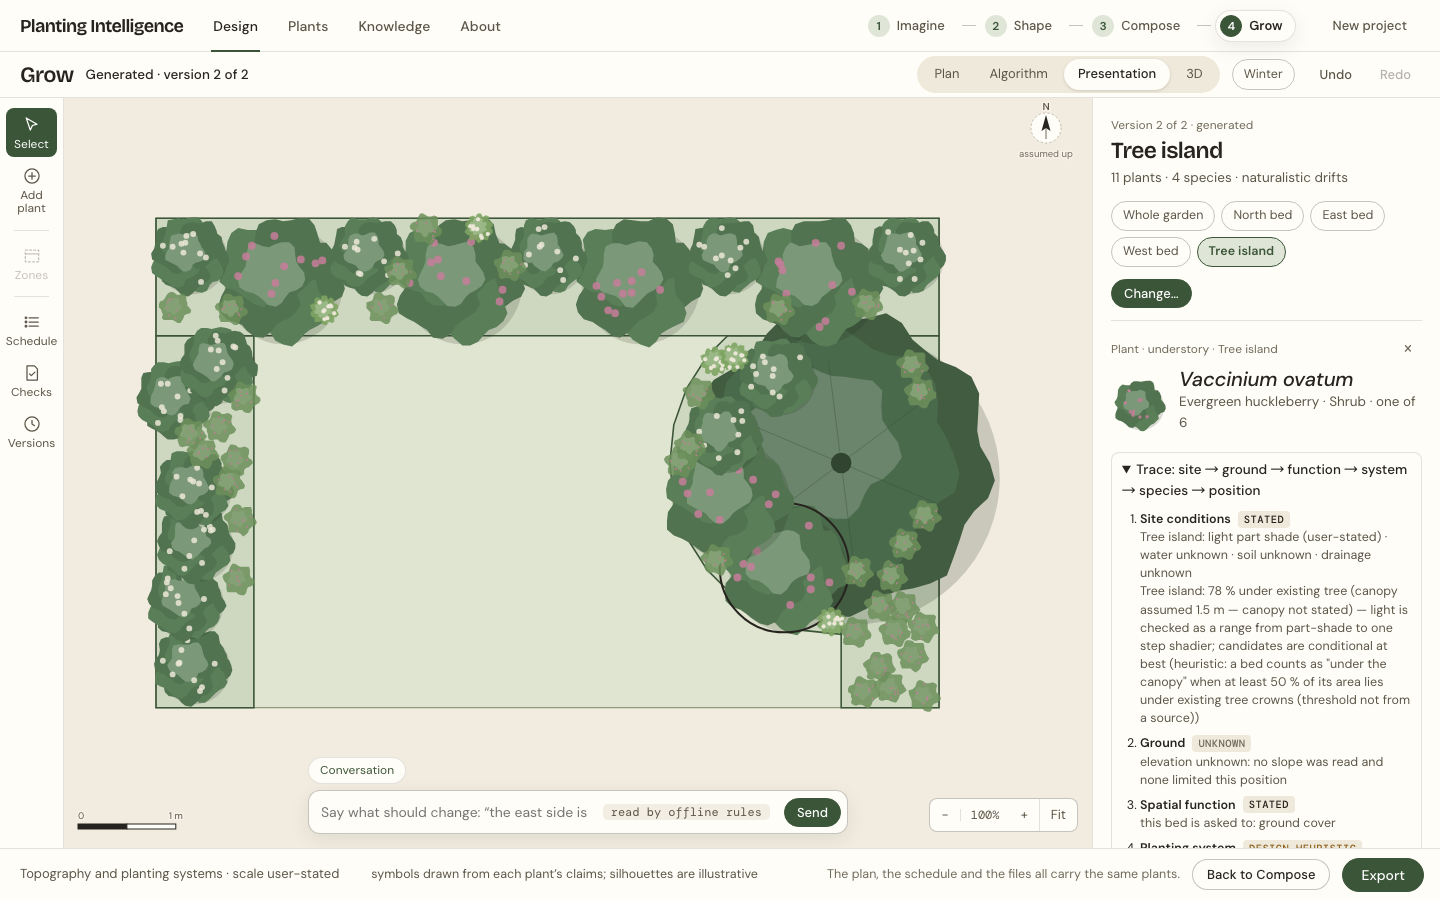 Planting Intelligence
Design
Plants
Knowledge
About
1 Imagine
2 Shape
3 Compose
4 Grow
New project
Grow
Generated · version 2 of 2
Plan
Algorithm
Presentation
3D
Winter
Undo
Redo
Select
Add
plant
Zones
Schedule
Checks
Versions
N
assumed up
Version 2 of 2 · generated
Tree island
11 plants · 4 species · naturalistic drifts
Whole garden
North bed
East bed
West bed
Tree island
Change…
Plant · understory · Tree island
×
Vaccinium ovatum
Evergreen huckleberry · Shrub · one of
6
▼ Trace: site → ground → function → system
→ species → position
1. Site conditions STATED
Tree island: light part shade (user-stated) ·
water unknown · soil unknown · drainage
unknown
Tree island: 78 % under existing tree (canopy
assumed 1.5 m — canopy not stated) — light is
checked as a range from part-shade to one
step shadier; candidates are conditional at
best (heuristic: a bed counts as "under the
canopy" when at least 50 % of its area lies
under existing tree crowns (threshold not from
a source))
2. Ground UNKNOWN
elevation unknown: no slope was read and
none limited this position
3. Spatial function STATED
this bed is asked to: ground cover
4. Planting system DESIGN HEURISTIC
Conversation
Say what should change: “the east side is
read by offline rules
Send
0 1 m
− 100% + Fit
Topography and planting systems · scale user-stated
symbols drawn from each plant’s claims; silhouettes are illustrative
The plan, the schedule and the files all carry the same plants.
Back to Compose
Export